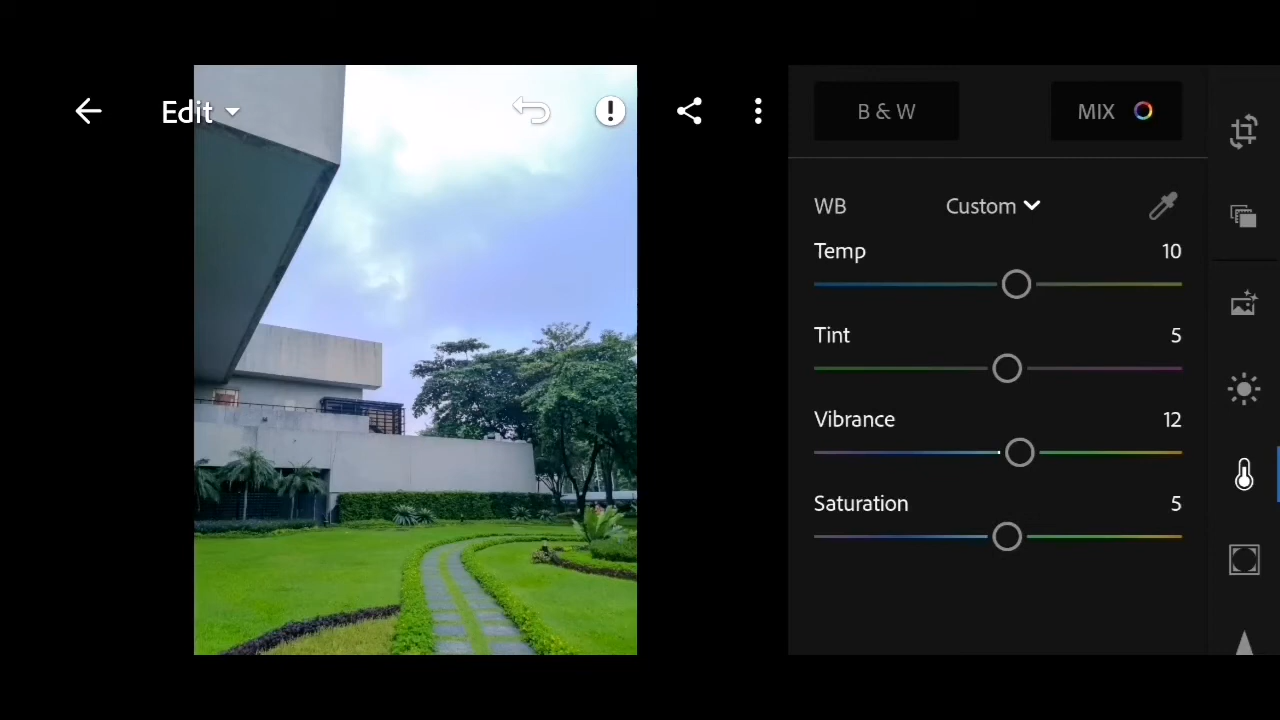 Edit
B & W
MIX
WB
Custom
Temp
10
Tint
5
Vibrance
12
Saturation
5